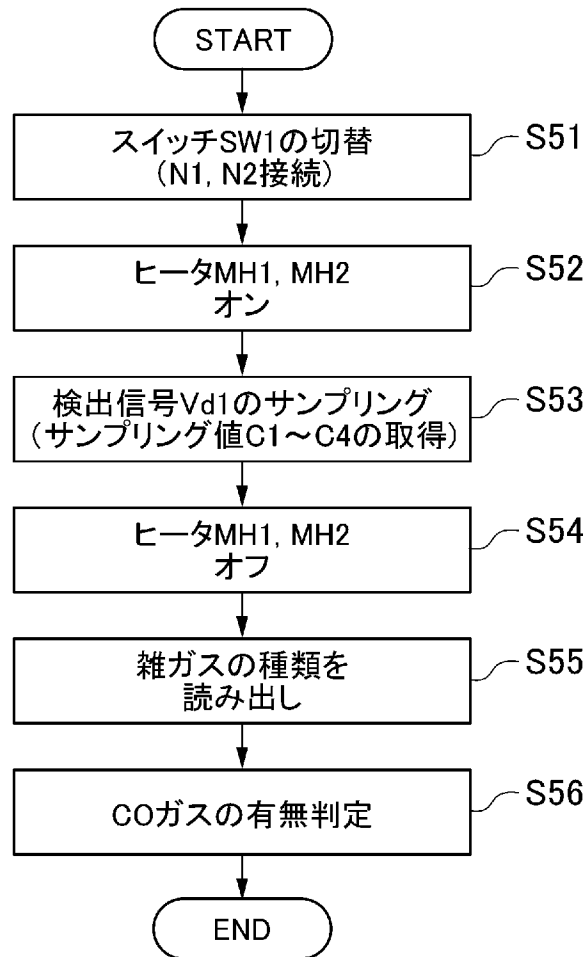 START
スイッチSW1の切替
(N1, N2接続)
S51
ヒータMH1, MH2
オン
S52
検出信号Vd1のサンプリング
(サンプリング値C1～C4の取得)
S53
ヒータMH1, MH2
オフ
S54
雑ガスの種類を
読み出し
S55
COガスの有無判定
S56
END